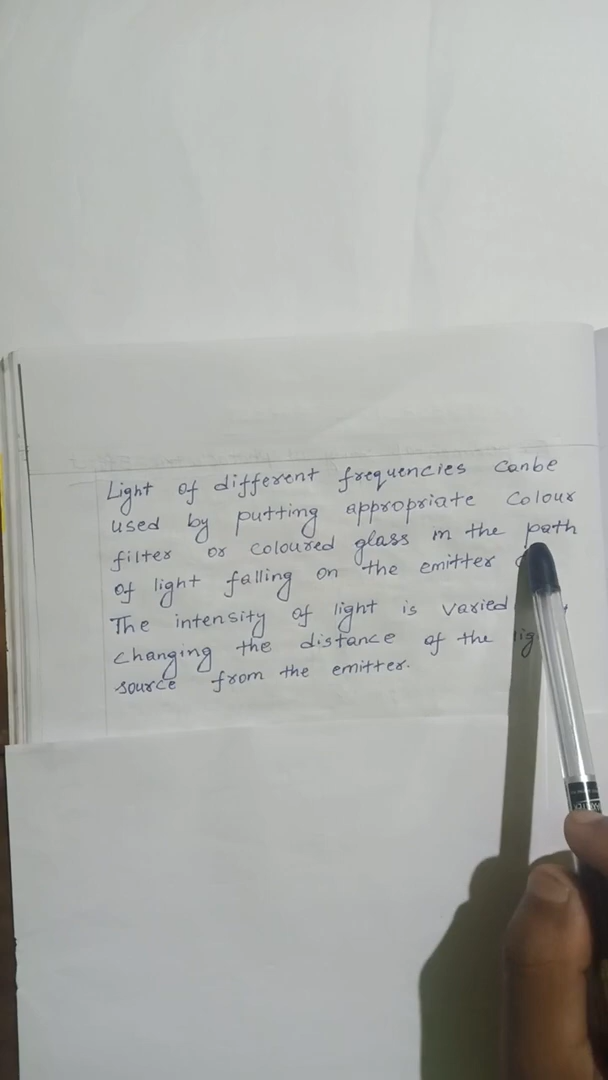 Light of different frequencies canbe
used by putting appropriate colour
filter or coloured glass in the path
of light falling on the emitter
The intensity of light is varied
changing the distance of the
source from the emitter.